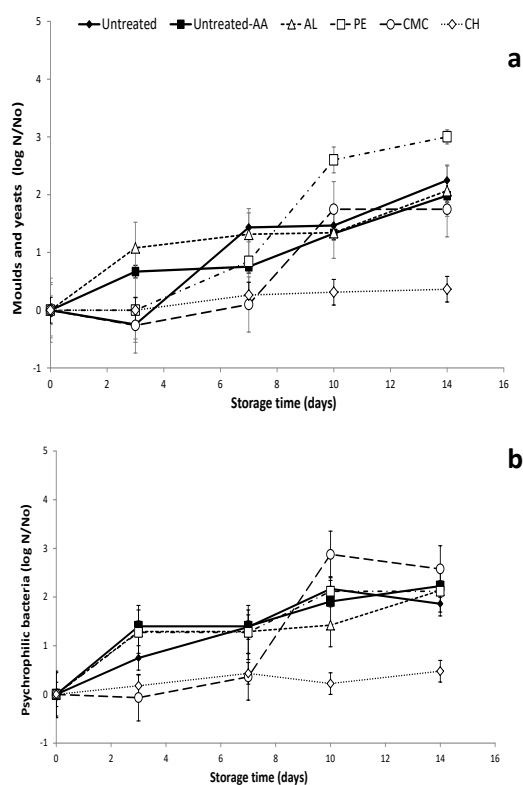 Untreated Untreated-AA AL PE CMC CH
a
Moulds and yeasts (log N/No)
5
4
3
2
1
0
-1
0 2 4 6 8 10 12 14 16
Storage time (days)
b
Psychrophilic bacteria (log N/No)
5
4
3
2
1
0
-1
0 2 4 6 8 10 12 14 16
Storage time (days)